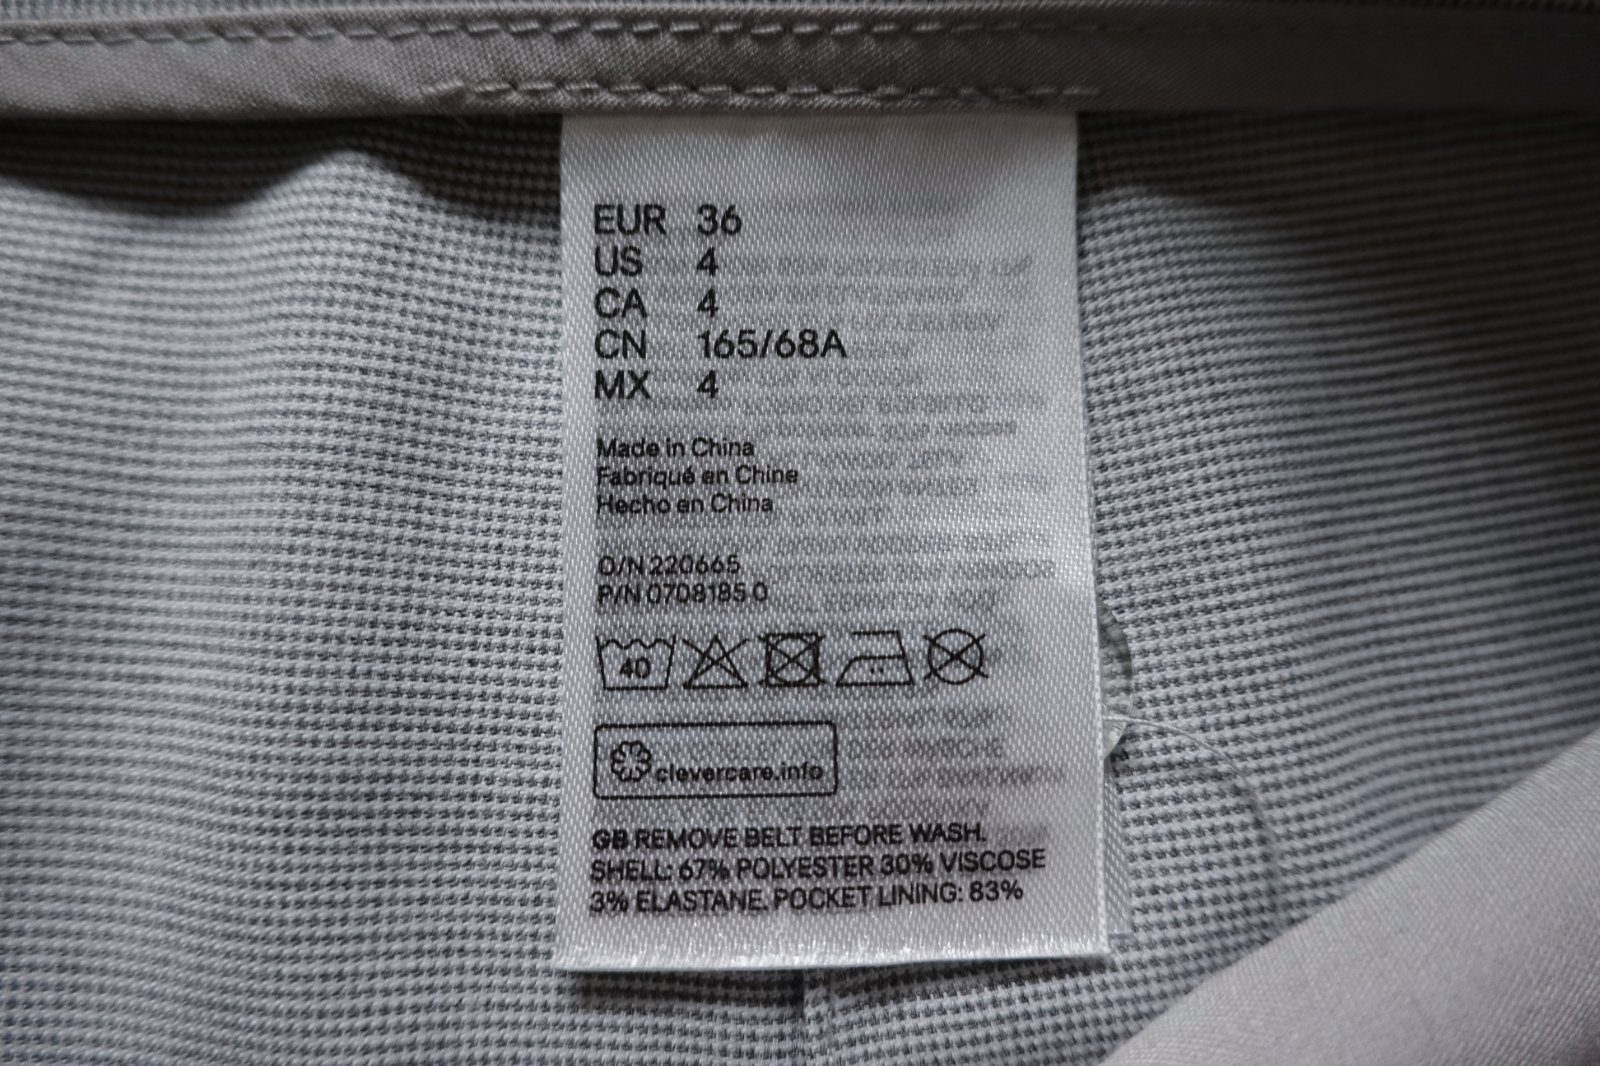 EUR 36
US 4
CA 4
CN 165/68A
MX 4
Made in China
Fabriqué en Chine
Hecho en China
O/N 220665
P/N 0708185 0
40
clevercare.info
GB REMOVE BELT BEFORE WASH.
SHELL: 67% POLYESTER 30% VISCOSE
3% ELASTANE. POCKET LINING: 83%